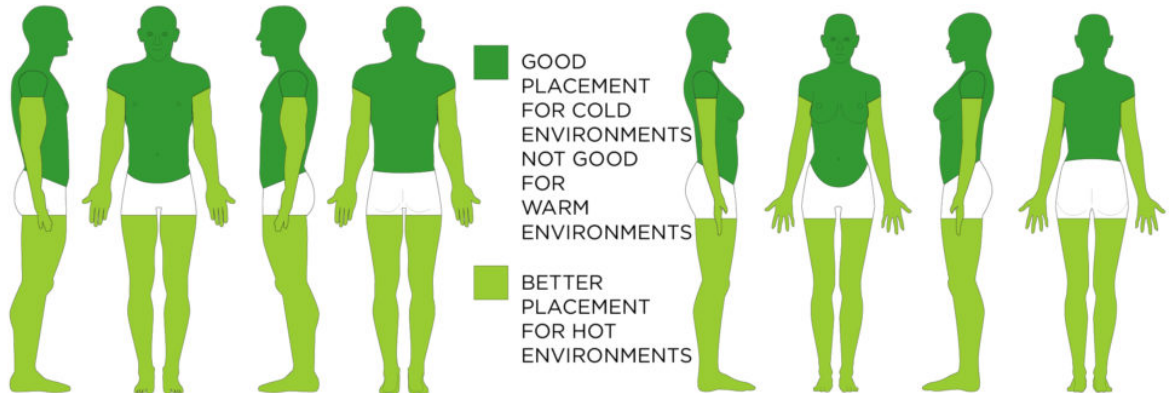 GOOD
PLACEMENT
FOR COLD
ENVIRONMENTS
NOT GOOD
FOR
WARM
ENVIRONMENTS
BETTER
PLACEMENT
FOR HOT
ENVIRONMENTS